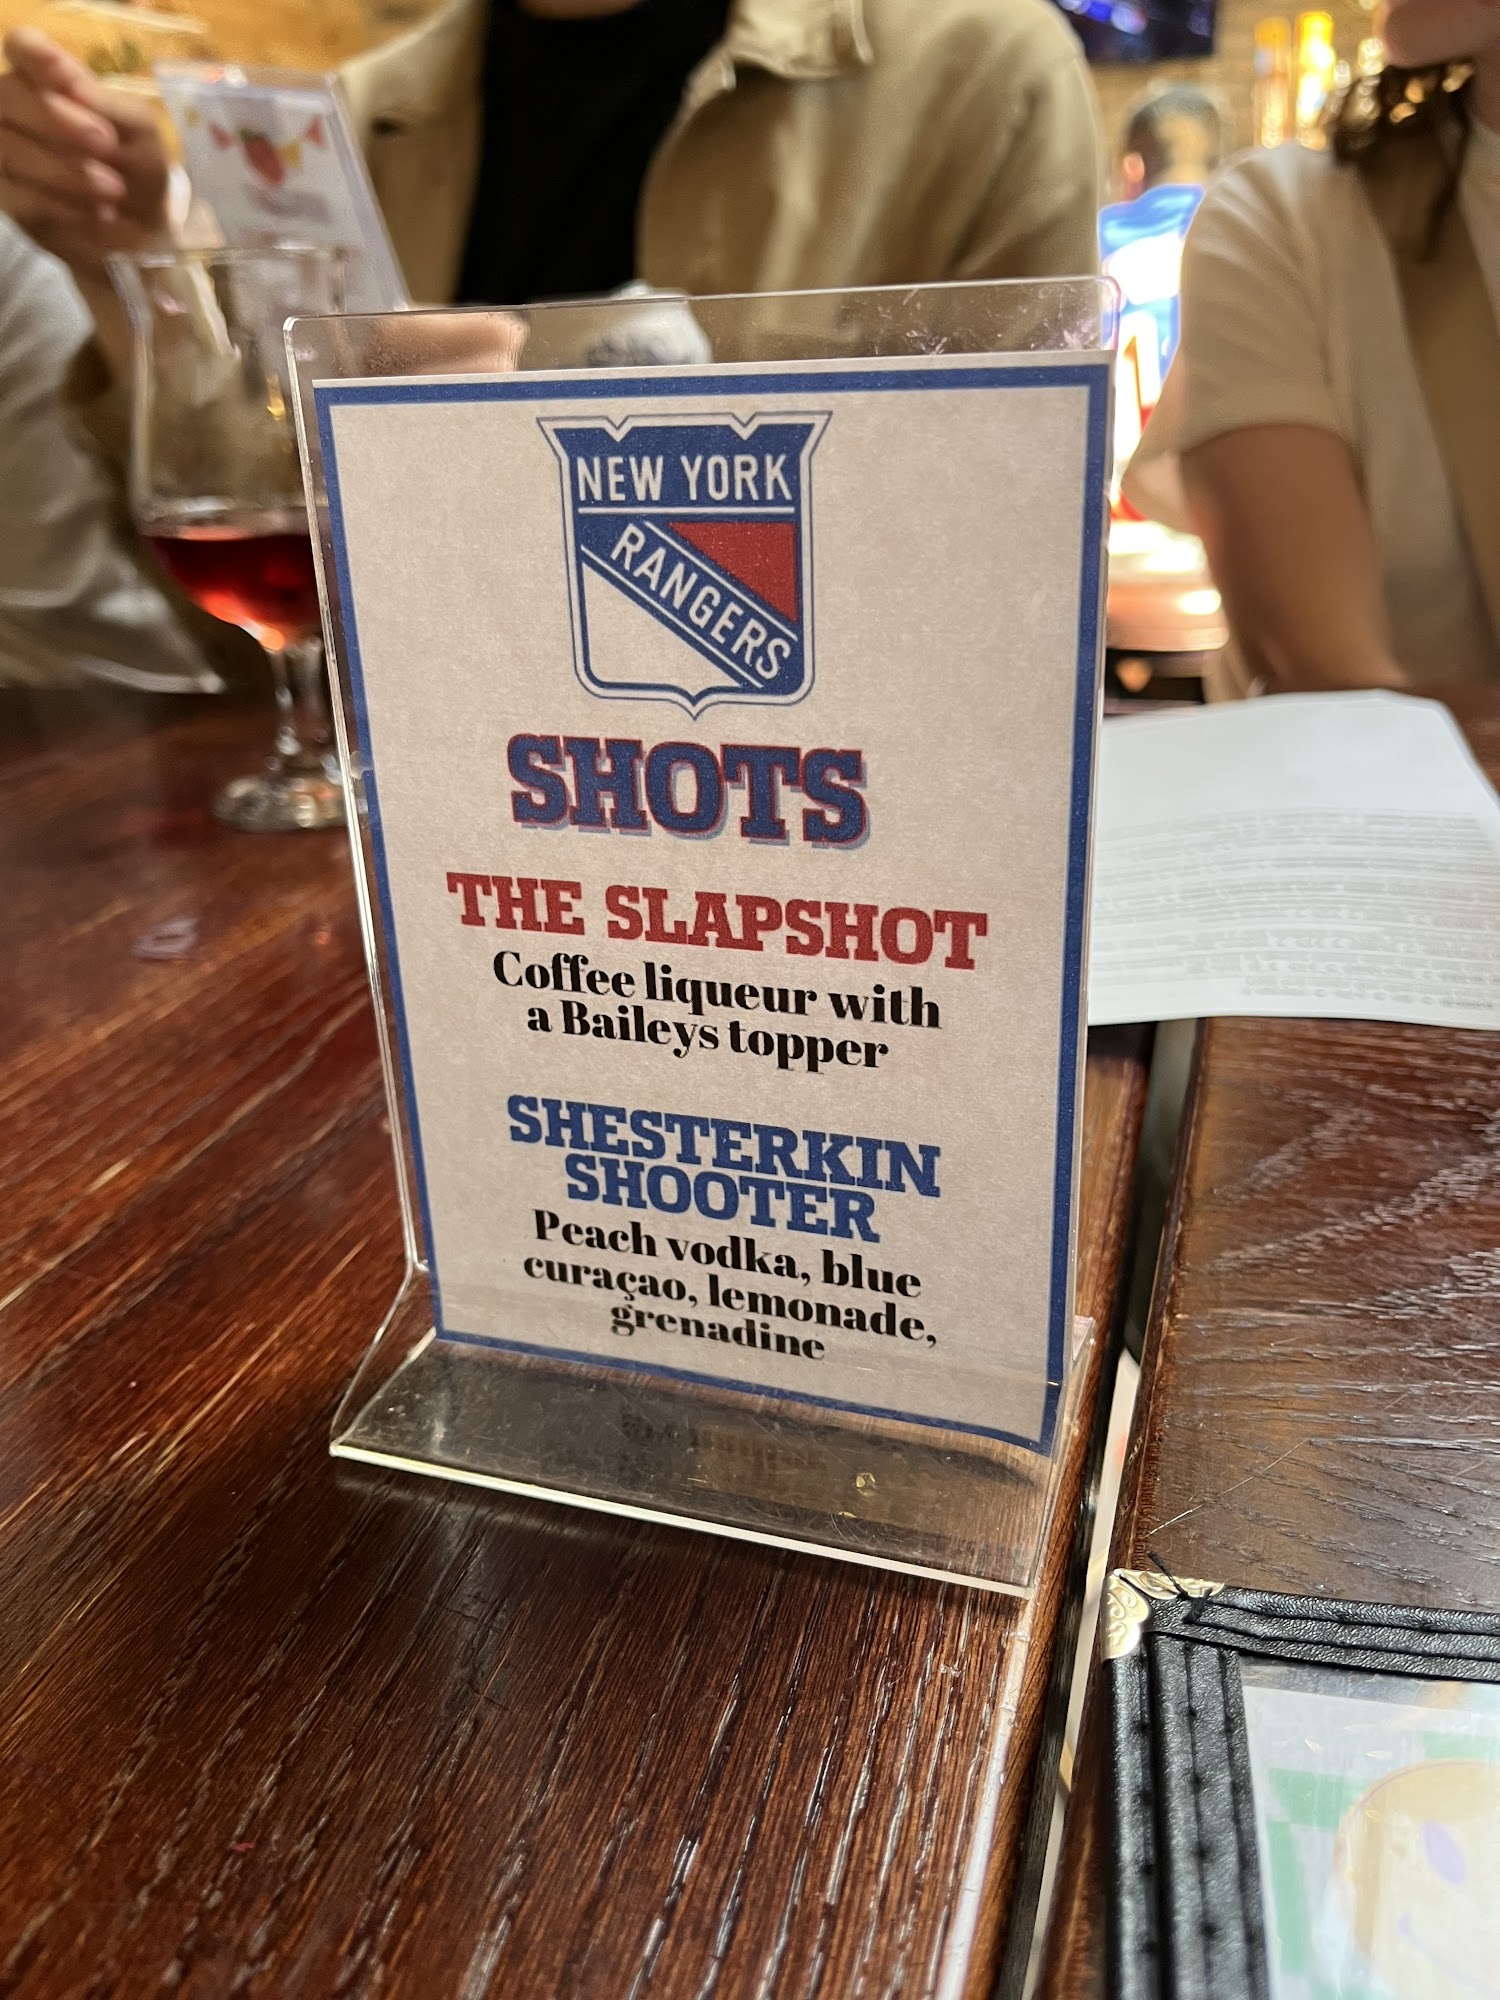 NEW YORK
RANGERS
SHOTS
THE SLAPSHOT
Coffee liqueur with
a Baileys topper
SHESTERKIN
SHOOTER
Peach vodka, blue
curaçao, lemonade,
grenadine